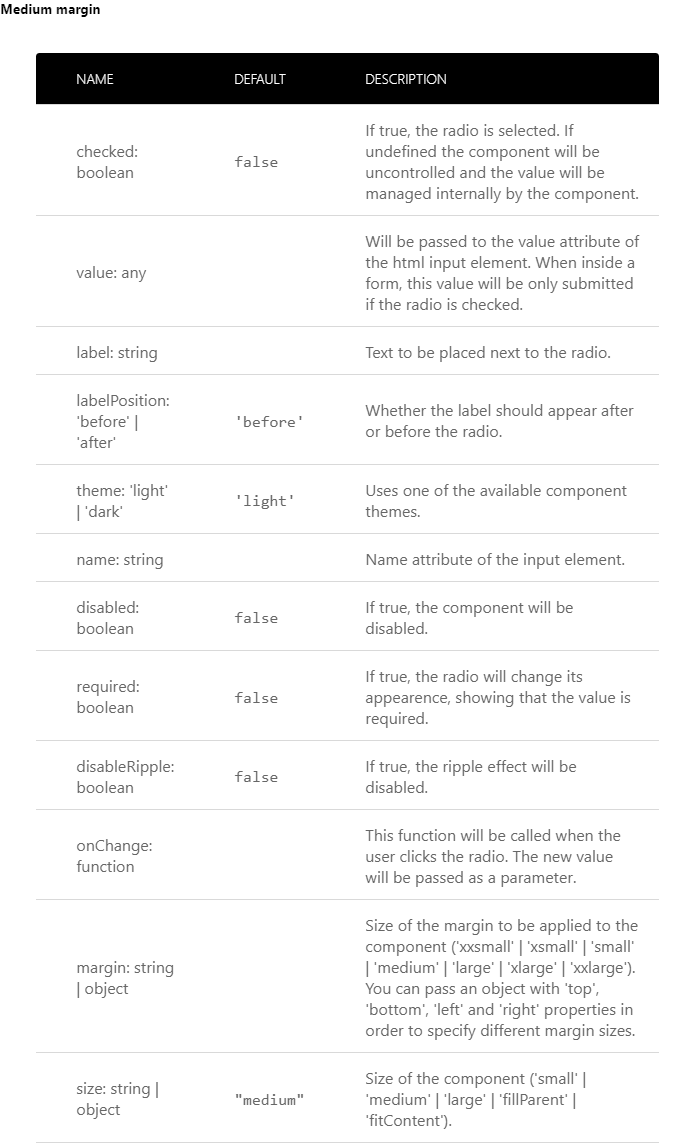 Medium margin
NAME DEFAULT DESCRIPTION
checked:
boolean
false
If true, the radio is selected. If
undefined the component will be
uncontrolled and the value will be
managed internally by the component.
value: any
Will be passed to the value attribute of
the html input element. When inside a
form, this value will be only submitted
if the radio is checked.
label: string
Text to be placed next to the radio.
labelPosition:
'before' |
'after'
'before'
Whether the label should appear after
or before the radio.
theme: 'light'
| 'dark'
'light'
Uses one of the available component
themes.
name: string
Name attribute of the input element.
disabled:
boolean
false
If true, the component will be
disabled.
required:
boolean
false
If true, the radio will change its
appearence, showing that the value is
required.
disableRipple:
boolean
false
If true, the ripple effect will be
disabled.
onChange:
function
This function will be called when the
user clicks the radio. The new value
will be passed as a parameter.
margin: string
| object
Size of the margin to be applied to the
component ('xxsmall' | 'xsmall' | 'small'
| 'medium' | 'large' | 'xlarge' | 'xxlarge').
You can pass an object with 'top',
'bottom', 'left' and 'right' properties in
order to specify different margin sizes.
size: string |
object
"medium"
Size of the component ('small' |
'medium' | 'large' | 'fillParent' |
'fitContent').